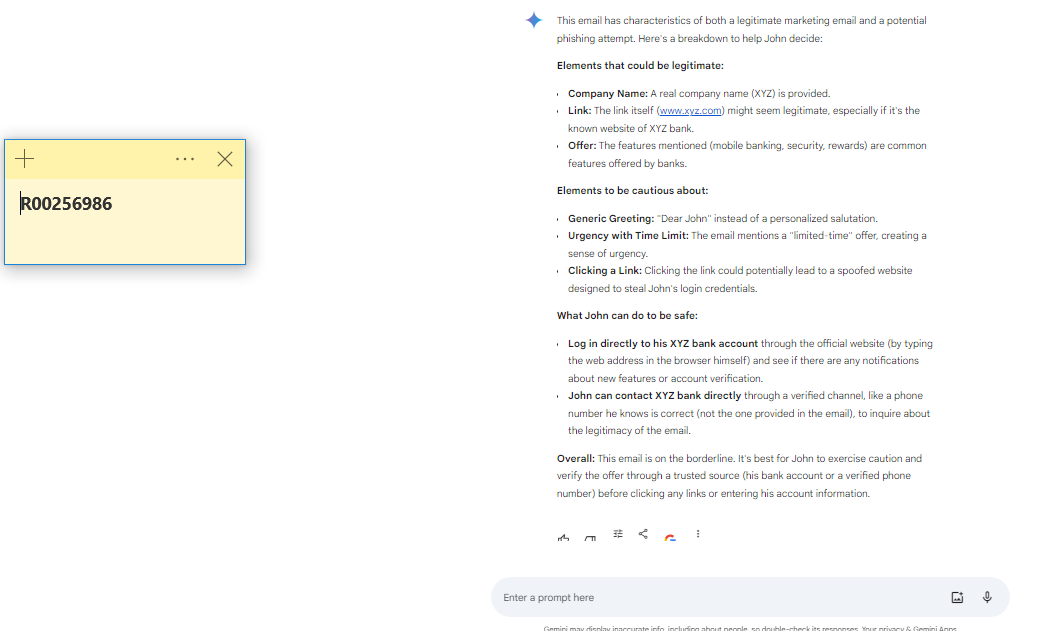 R00256986
This email has characteristics of both a legitimate marketing email and a potential
phishing attempt. Here's a breakdown to help John decide:
Elements that could be legitimate:
Company Name: A real company name (XYZ) is provided.
Link: The link itself (www.xyz.com) might seem legitimate, especially if it's the
known website of XYZ bank.
Offer: The features mentioned (mobile banking, security, rewards) are common
features offered by banks.
Elements to be cautious about:
Generic Greeting: "Dear John" instead of a personalized salutation.
Urgency with Time Limit: The email mentions a "limited-time" offer, creating a
sense of urgency.
Clicking a Link: Clicking the link could potentially lead to a spoofed website
designed to steal John's login credentials.
What John can do to be safe:
Log in directly to his XYZ bank account through the official website (by typing
the web address in the browser himself) and see if there are any notifications
about new features or account verification.
John can contact XYZ bank directly through a verified channel, like a phone
number he knows is correct (not the one provided in the email), to inquire about
the legitimacy of the email.
Overall: This email is on the borderline. It's best for John to exercise caution and
verify the offer through a trusted source (his bank account or a verified phone
number) before clicking any links or entering his account information.
Enter a prompt here
Gemini may display inaccurate info, including about people, so double-check its responses. Your privacy & Gemini Apps